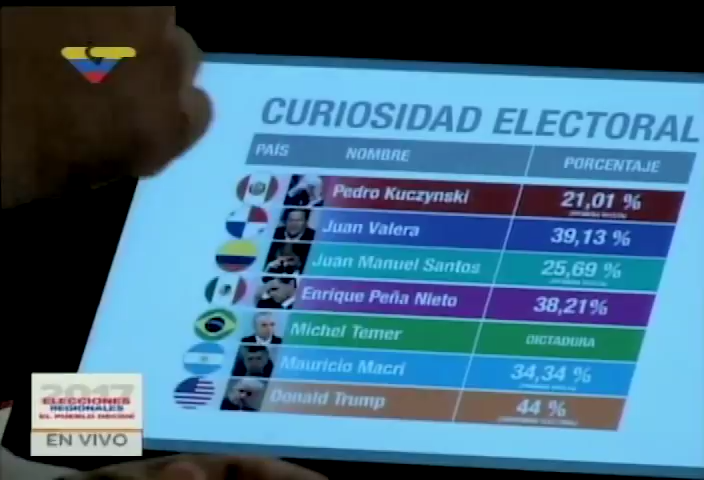 CURIOSIDAD ELECTORAL
PAÍS NOMBRE PORCENTAJE
Pedro Kuczynski 21,01 %
Juan Valera 39,13 %
Juan Manuel Santos 25,69 %
Enrique Peña Nieto 38,21%
Michel Temer DICTADURA
Mauricio Macri 34,34 %
Donald Trump 44 %
2017
ELECCIONES
REGIONALES
EL PUEBLO DECIDE
EN VIVO